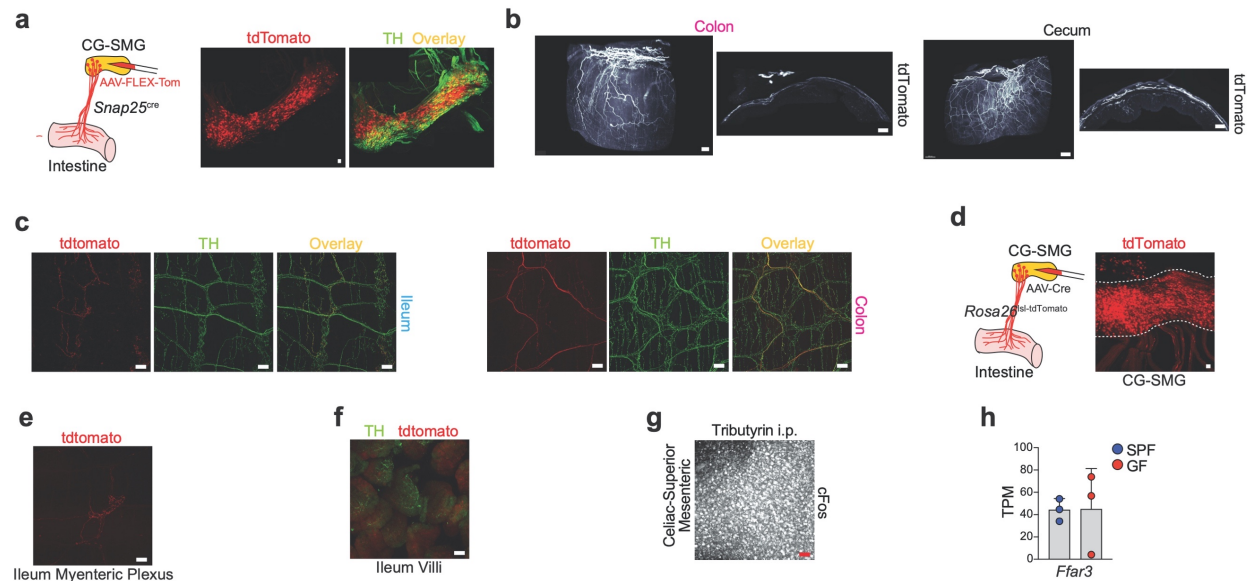 a
CG-SMG
AAV-FLEX-Tom
Snap25cre
Intestine
tdTomato
TH Overlay
b
Colon
tdTomato
Cecum
tdTomato
c
tdtomato
TH
Overlay
Ileum
tdtomato
TH
Overlay
Colon
d
CG-SMG
AAV-Cre
Rosa26lsl-tdTomato
Intestine
tdTomato
CG-SMG
e
tdtomato
Ileum Myenteric Plexus
f
TH tdtomato
Ileum Villi
g
Tributyrin i.p.
Celiac-Superior
Mesenteric
cFos
h
TPM
100
80
60
40
20
0
Ffar3
SPF
GF